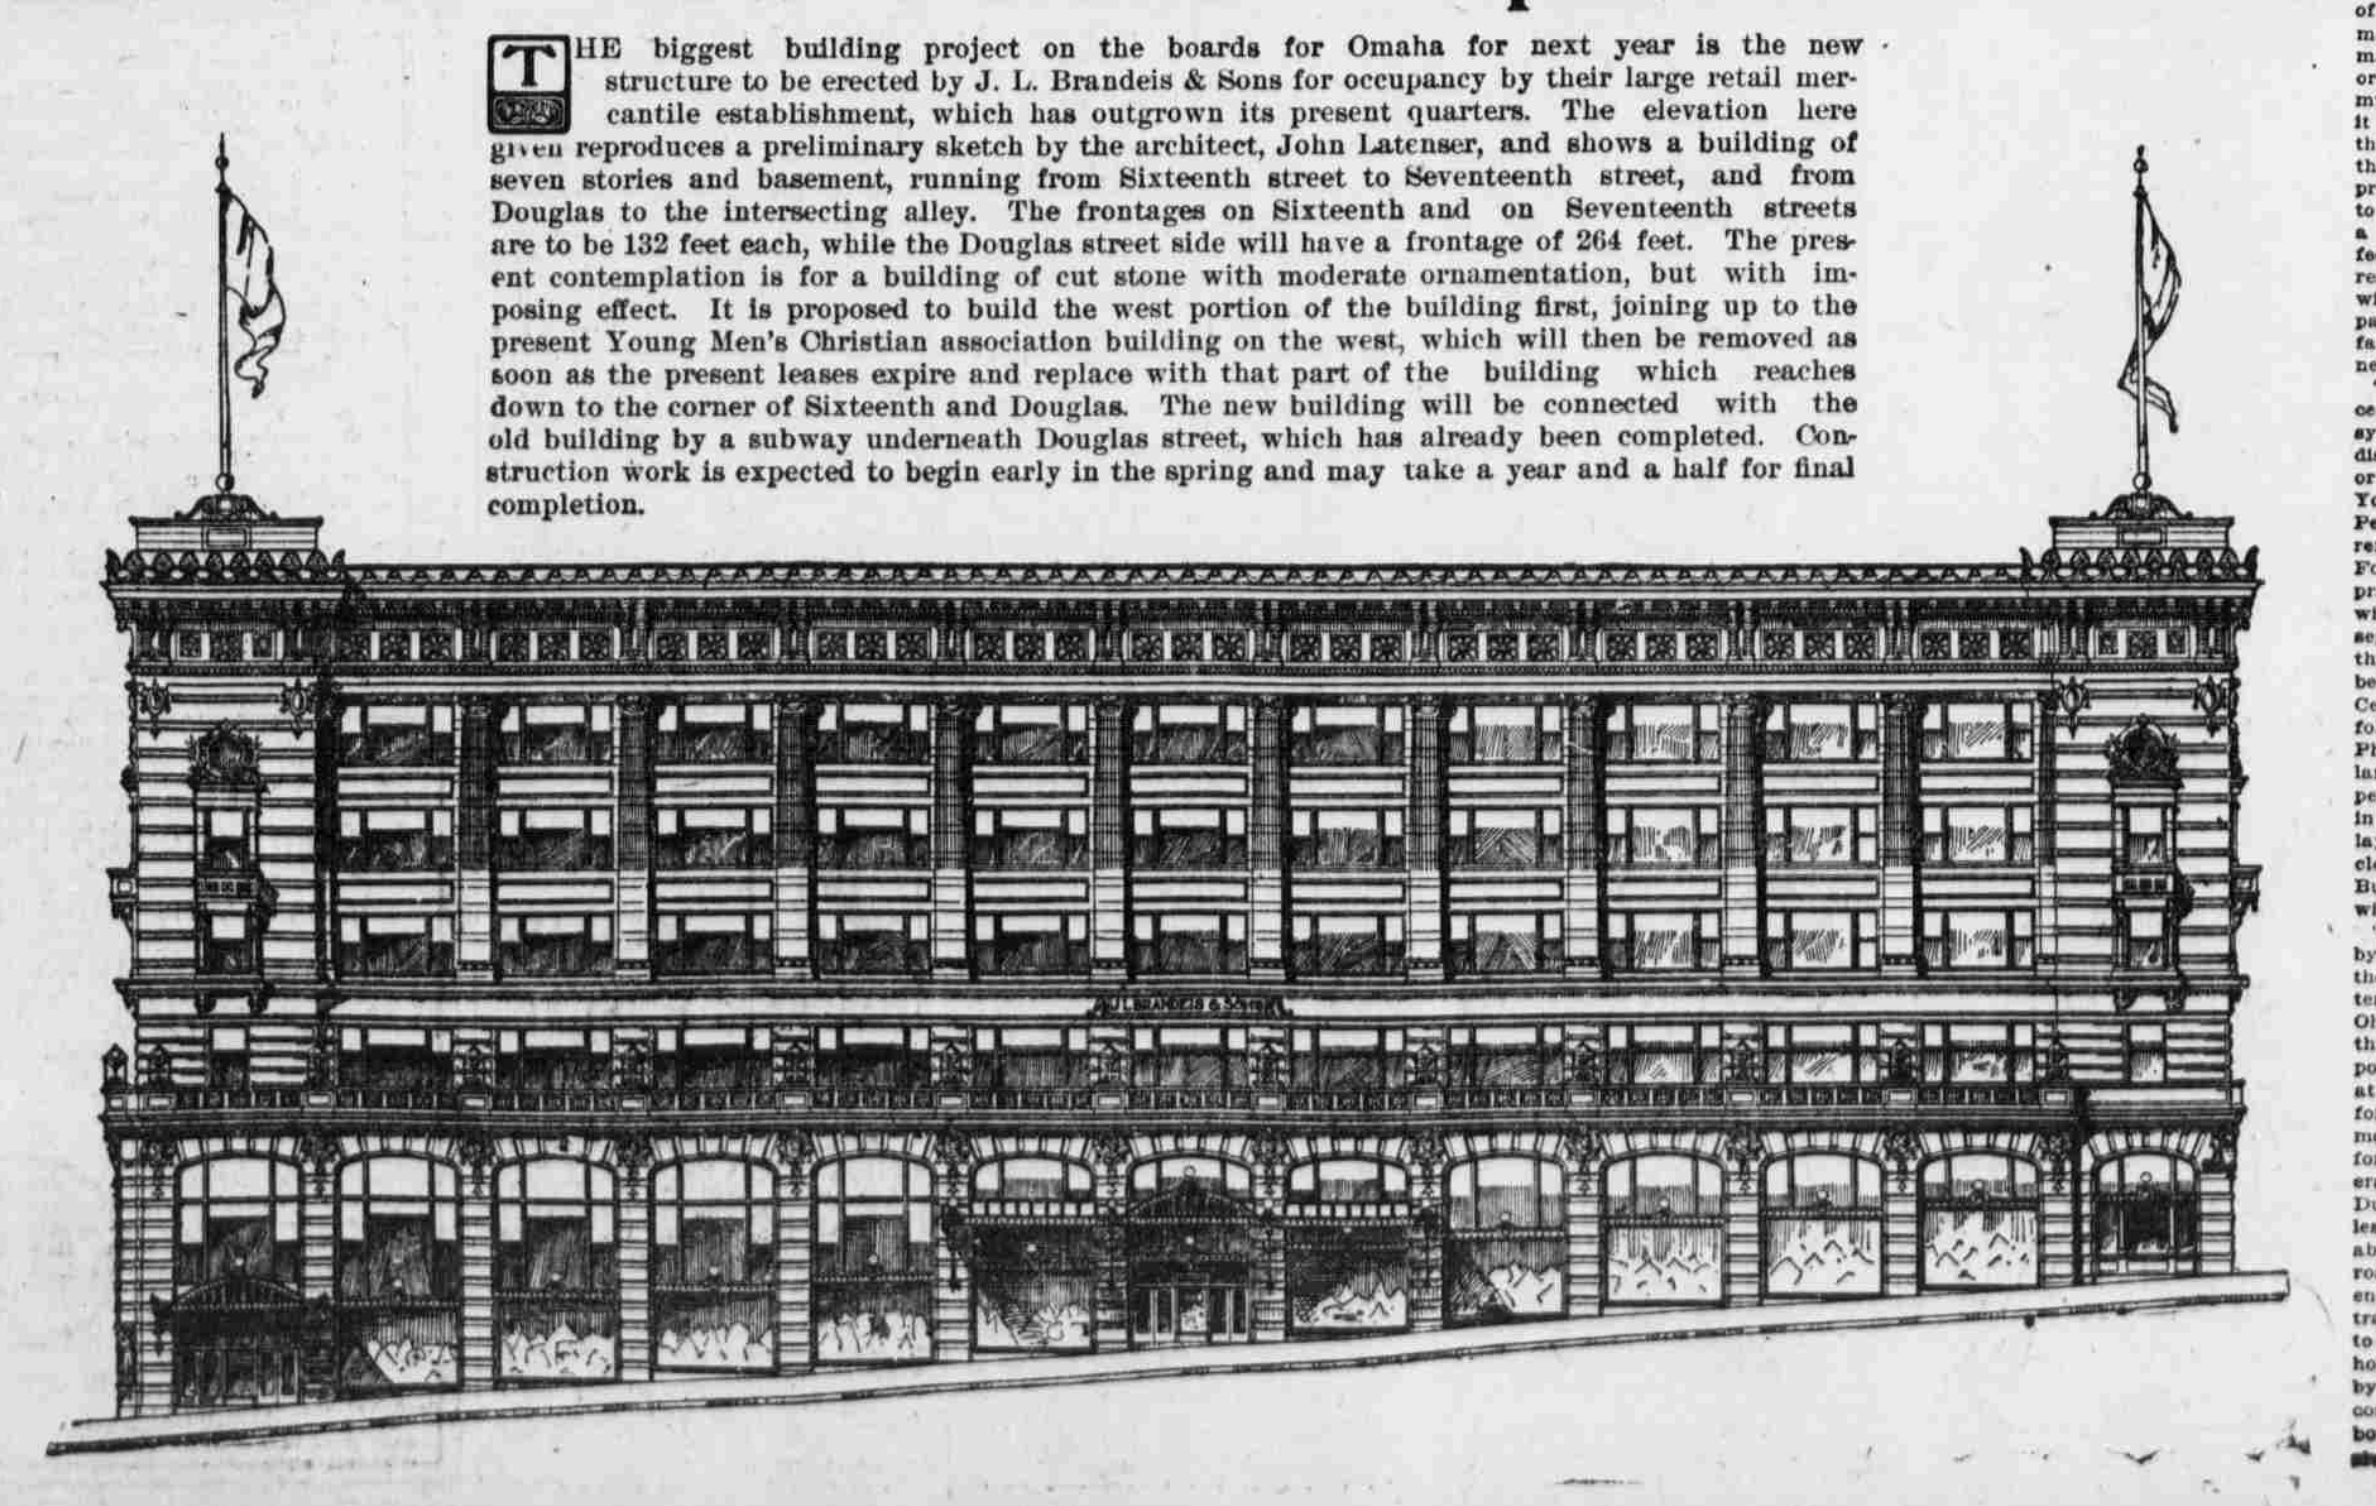 THE biggest building project on the boards for Omaha for next year is the new
structure to be erected by J. L. Brandeis & Sons for occupancy by their large retail mer-
cantile establishment, which has outgrown its present quarters. The elevation here
given reproduces a preliminary sketch by the architect, John Latenser, and shows a building of
seven stories and basement, running from Sixteenth street to Seventeenth street, and from
Douglas to the intersecting alley. The frontages on Sixteenth and on Seventeenth streets
are to be 132 feet each, while the Douglas street side will have a frontage of 264 feet. The pres-
ent contemplation is for a building of cut stone with moderate ornamentation, but with im-
posing effect. It is proposed to build the west portion of the building first, joining up to the
present Young Men's Christian association building on the west, which will then be removed as
soon as the present leases expire and replace with that part of the building which reaches
down to the corner of Sixteenth and Douglas. The new building will be connected with the
old building by a subway underneath Douglas street, which has already been completed. Con-
struction work is expected to begin early in the spring and may take a year and a half for final
completion.
J L BRANDEIS & SONS